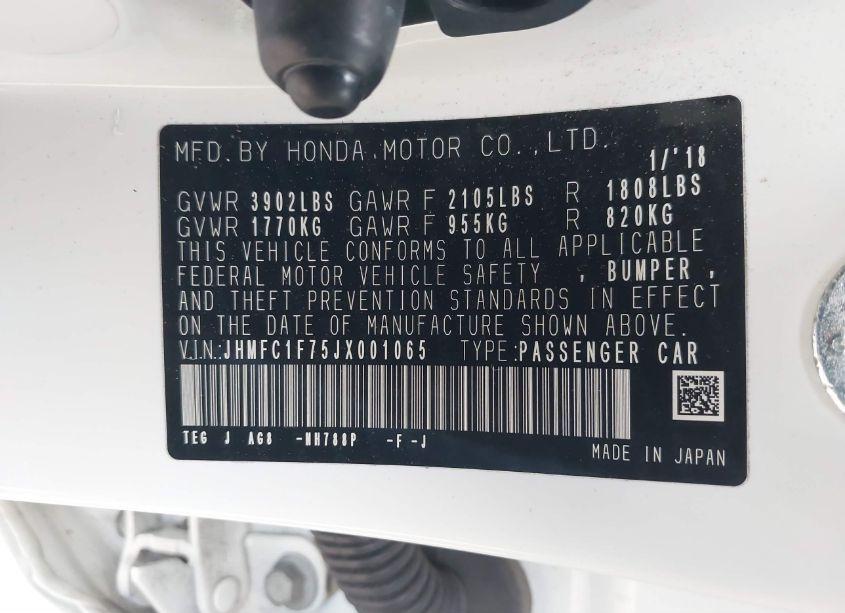 MFD. BY HONDA MOTOR CO., LTD. 1/'18
GVWR 3902LBS GAWR F 2105LBS R 1808LBS
GVWR 1770KG GAWR F 955KG R 820KG
THIS VEHICLE CONFORMS TO ALL APPLICABLE
FEDERAL MOTOR VEHICLE SAFETY , BUMPER ,
AND THEFT PREVENTION STANDARDS IN EFFECT
ON THE DATE OF MANUFACTURE SHOWN ABOVE.
V.I.N.:JHMFC1F75JX001065 TYPE:PASSENGER CAR
TEG J AG8 -NH788P -F -J
MADE IN JAPAN